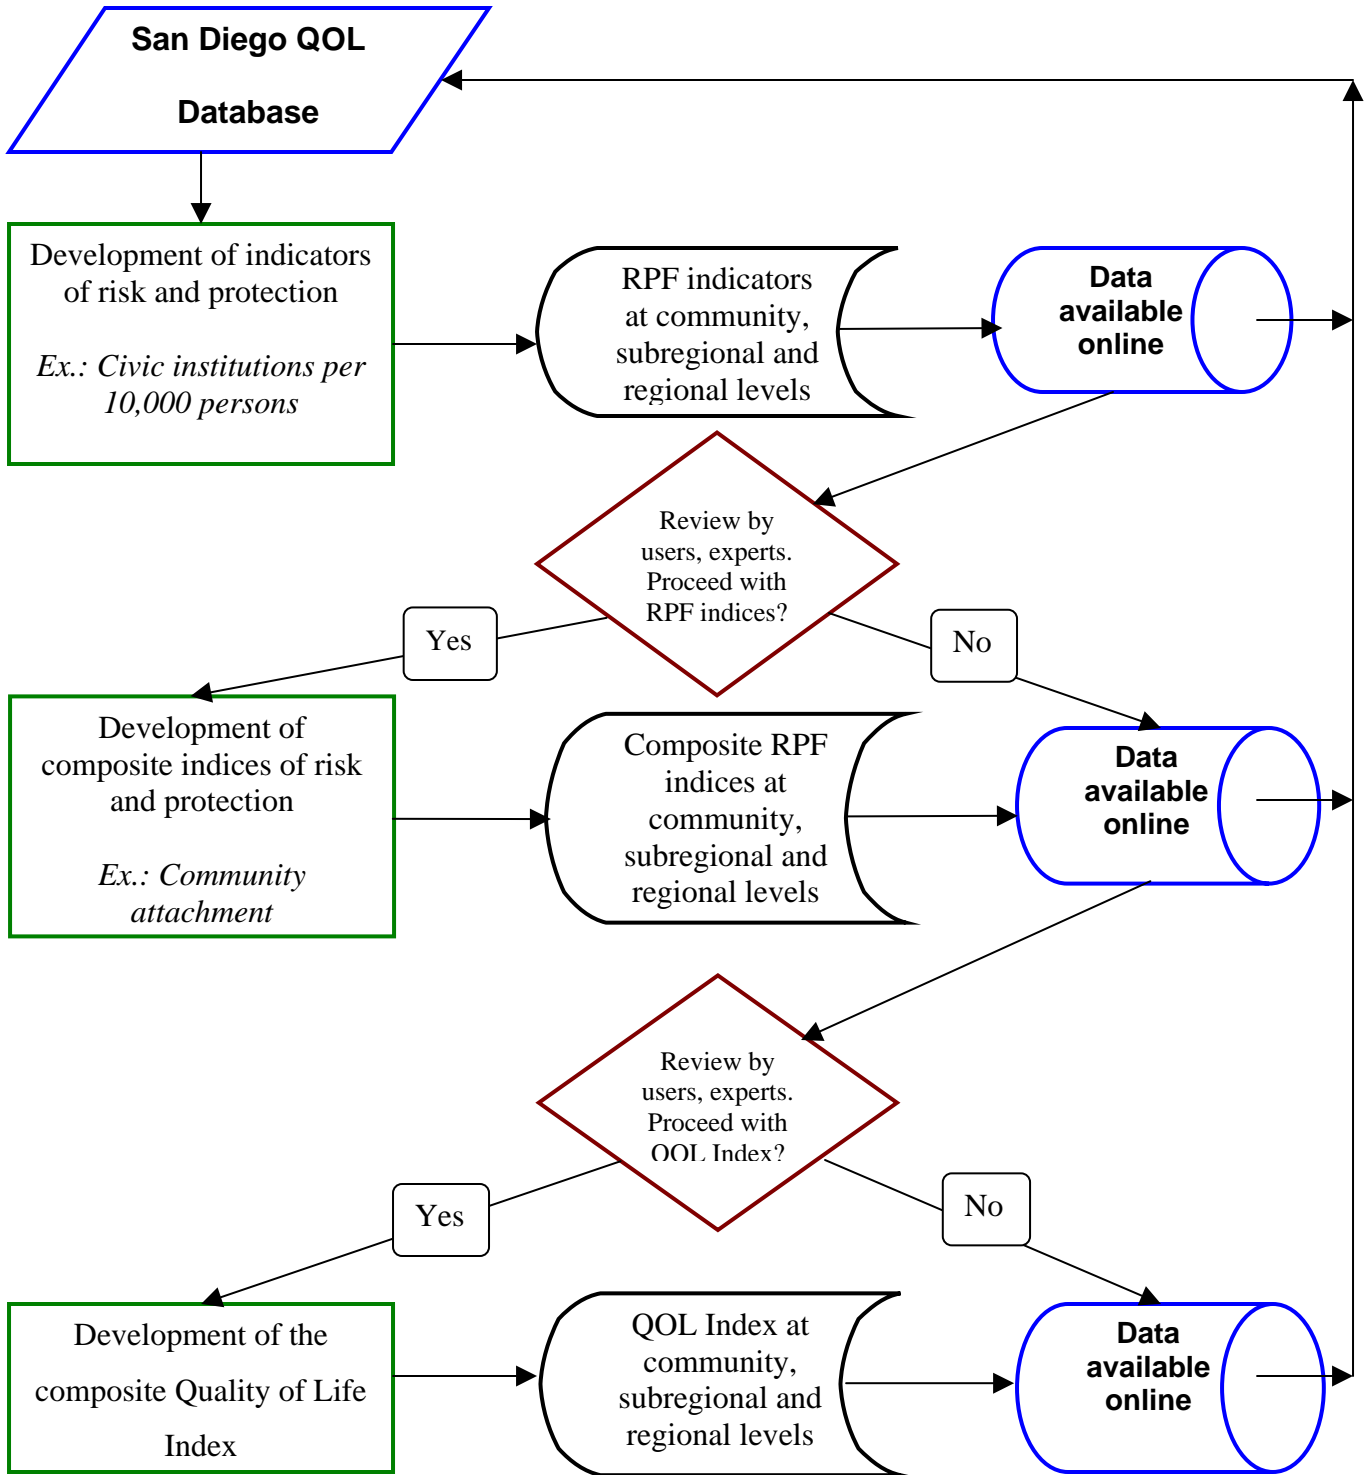 San Diego QOL
Database
Development of indicators
of risk and protection
Ex.: Civic institutions per
10,000 persons
RPF indicators
at community,
subregional and
regional levels
Data
available
online
Review by
users, experts.
Proceed with
RPF indices?
Yes
No
Development of
composite indices of risk
and protection
Ex.: Community
attachment
Composite RPF
indices at
community,
subregional and
regional levels
Data
available
online
Review by
users, experts.
Proceed with
QOL Index?
Yes
No
Development of the
composite Quality of Life
Index
QOL Index at
community,
subregional and
regional levels
Data
available
online